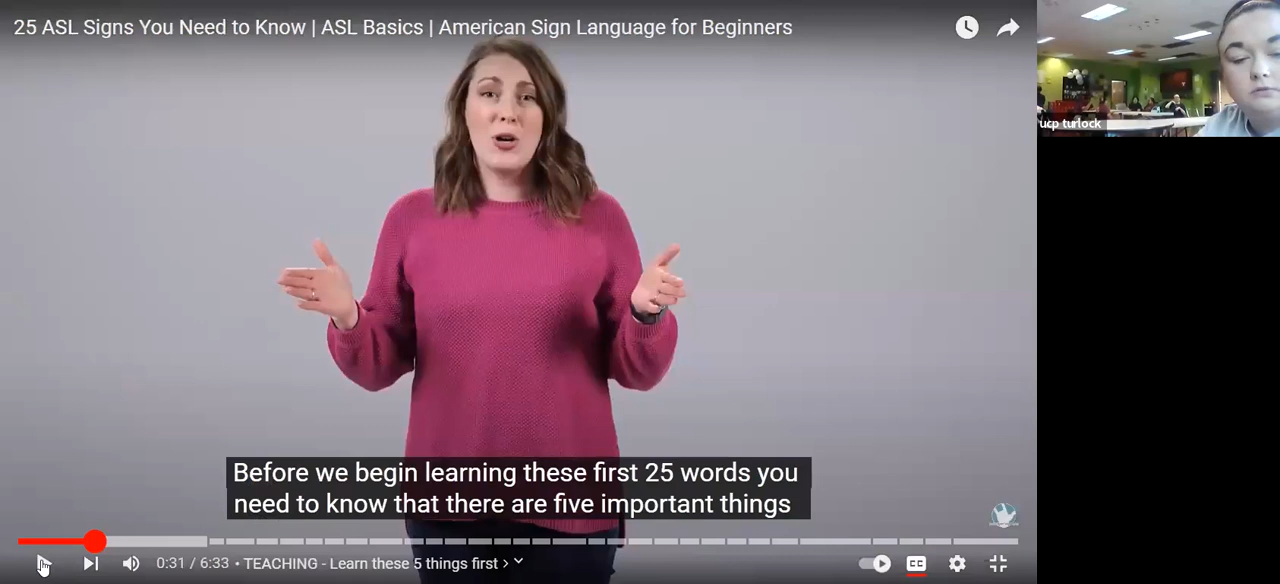 25 ASL Signs You Need to Know | ASL Basics | American Sign Language for Beginners
ucp turlock
Before we begin learning these first 25 words you
need to know that there are five important things
0:31 / 6:33 • TEACHING - Learn these 5 things first >
CC